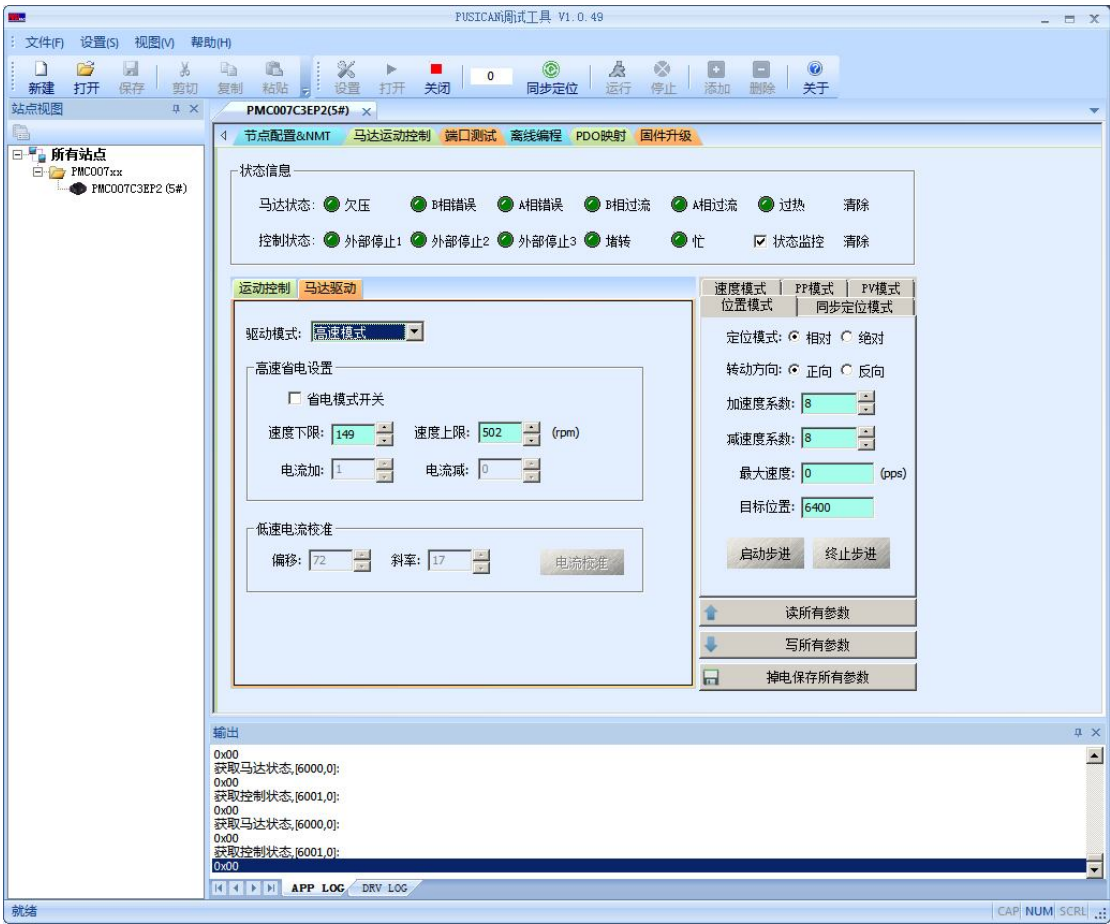 PUSICAN调试工具 V1.0.49
文件(F) 设置(S) 视图(V) 帮助(H)
新建 打开 保存 剪切 复制 粘贴 设置 打开 关闭 0 同步定位 运行 停止 添加 删除 关于
站点视图
PMC007C3EP2(5#)
节点配置&NMT 马达运动控制 端口测试 离线编程 PDO映射 固件升级
所有站点
PMC007xx
PMC007C3EP2(5#)
状态信息
马达状态: 欠压 B相错误 A相错误 B相过流 A相过流 过热 清除
控制状态: 外部停止1 外部停止2 外部停止3 堵转 忙 状态监控 清除
运动控制 马达驱动
驱动模式: 高速模式
高速省电设置
省电模式开关
速度下限: 149 速度上限: 502 (rpm)
电流加: 1 电流减: 0
低速电流校准
偏移: 72 斜率: 17 电流校准
速度模式 PP模式 PV模式
位置模式 同步定位模式
定位模式: 相对 绝对
转动方向: 正向 反向
加速度系数: 8
减速度系数: 8
最大速度: 0 (pps)
目标位置: 6400
启动步进 终止步进
读所有参数
写所有参数
掉电保存所有参数
输出
0x00
获取马达状态,[6000,0]:
0x00
获取控制状态,[6001,0]:
0x00
获取马达状态,[6000,0]:
0x00
获取控制状态,[6001,0]:
0x00
APP LOG DRV LOG
就绪 CAP NUM SCRL